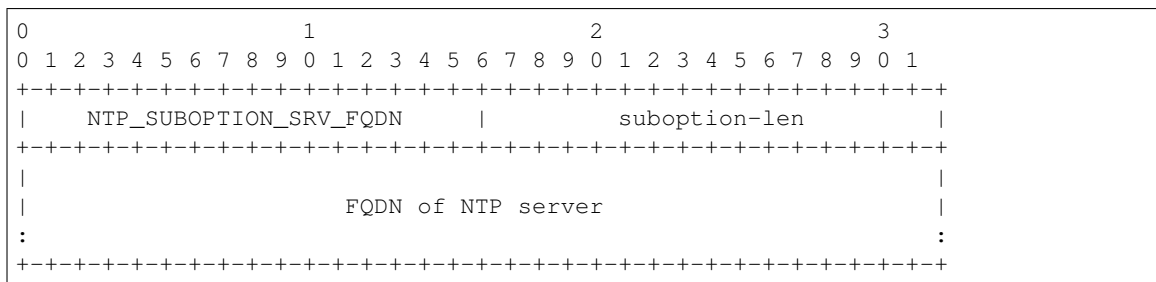 0                   1                   2                   3
0 1 2 3 4 5 6 7 8 9 0 1 2 3 4 5 6 7 8 9 0 1 2 3 4 5 6 7 8 9 0 1
+-+-+-+-+-+-+-+-+-+-+-+-+-+-+-+-+-+-+-+-+-+-+-+-+-+-+-+-+-+-+-+-+
|    NTP_SUBOPTION_SRV_FQDN     |         suboption-len         |
+-+-+-+-+-+-+-+-+-+-+-+-+-+-+-+-+-+-+-+-+-+-+-+-+-+-+-+-+-+-+-+-+
|                                                               |
|                      FQDN of NTP server                       |
:                                                               :
+-+-+-+-+-+-+-+-+-+-+-+-+-+-+-+-+-+-+-+-+-+-+-+-+-+-+-+-+-+-+-+-+